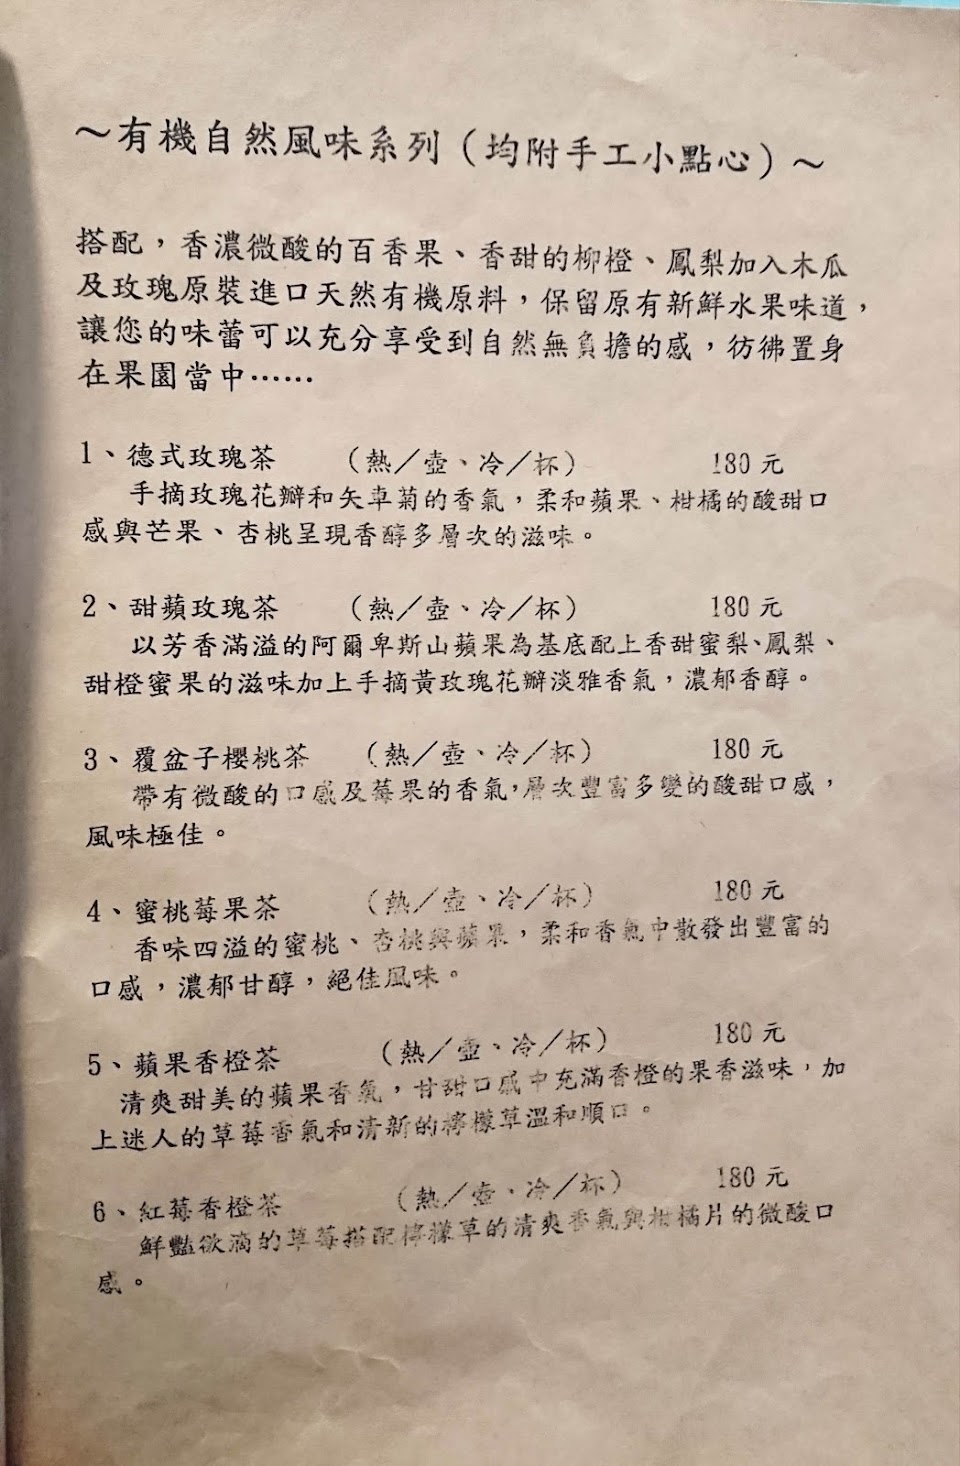 ～有機自然風味系列（均附手工小點心）～
搭配，香濃微酸的百香果、香甜的柳橙、鳳梨加入木瓜
及玫瑰原裝進口天然有機原料，保留原有新鮮水果味道，
讓您的味蕾可以充分享受到自然無負擔的感，彷彿置身
在果園當中……
1、德式玫瑰茶 （熱／壺、冷／杯） 180元
手摘玫瑰花瓣和矢車菊的香氣，柔和蘋果、柑橘的酸甜口
感與芒果、杏桃呈現香醇多層次的滋味。
2、甜蘋玫瑰茶 （熱／壺、冷／杯） 180元
以芳香滿溢的阿爾卑斯山蘋果為基底配上香甜蜜梨、鳳梨、
甜橙蜜果的滋味加上手摘黃玫瑰花瓣淡雅香氣，濃郁香醇。
3、覆盆子櫻桃茶 （熱／壺、冷／杯） 180元
帶有微酸的口感及莓果的香氣，層次豐富多變的酸甜口感，
風味極佳。
4、蜜桃莓果茶 （熱／壺、冷／杯） 180元
香味四溢的蜜桃、杏桃與蘋果，柔和香氣中散發出豐富的
口感，濃郁甘醇，絕佳風味。
5、蘋果香橙茶 （熱／壺、冷／杯） 180元
清爽甜美的蘋果香氣，甘甜口感中充滿香橙的果香滋味，加
上迷人的草莓香氣和清新的檸檬草溫和順口。
6、紅莓香橙茶 （熱／壺、冷／杯） 180元
鮮豔欲滴的草莓搭配檸檬草的清爽香氣與柑橘片的微酸口
感。